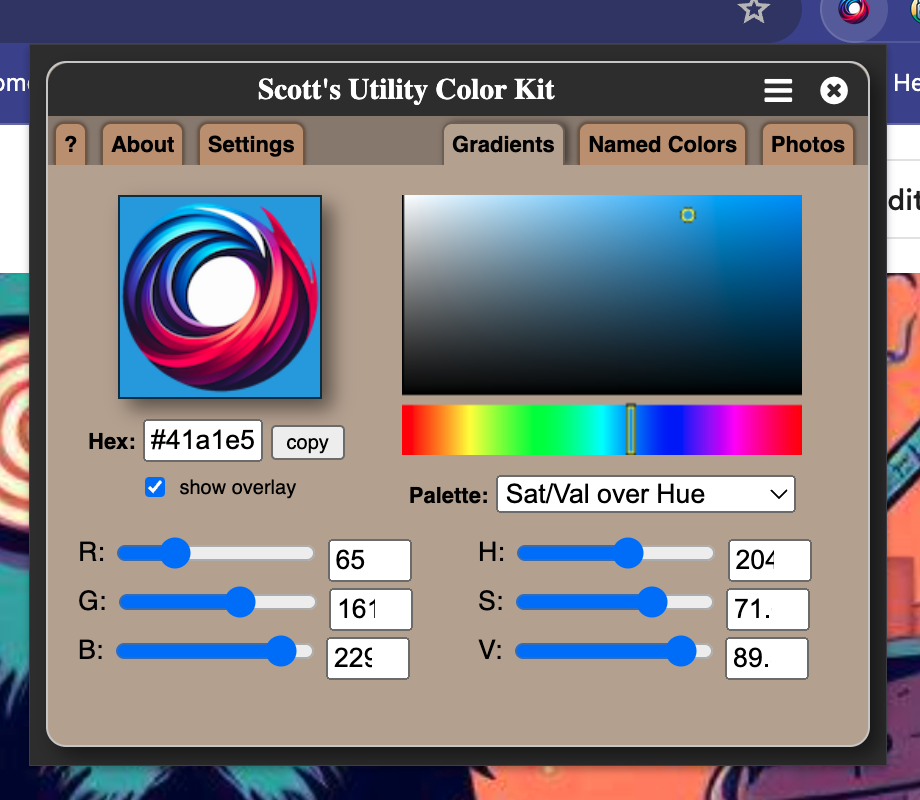 Scott's Utility Color Kit
om
He
? About Settings Gradients Named Colors Photos
dit
Hex: #41a1e5 copy
show overlay
Palette: Sat/Val over Hue
R: 65 H: 204
G: 161 S: 71.
B: 229 V: 89.